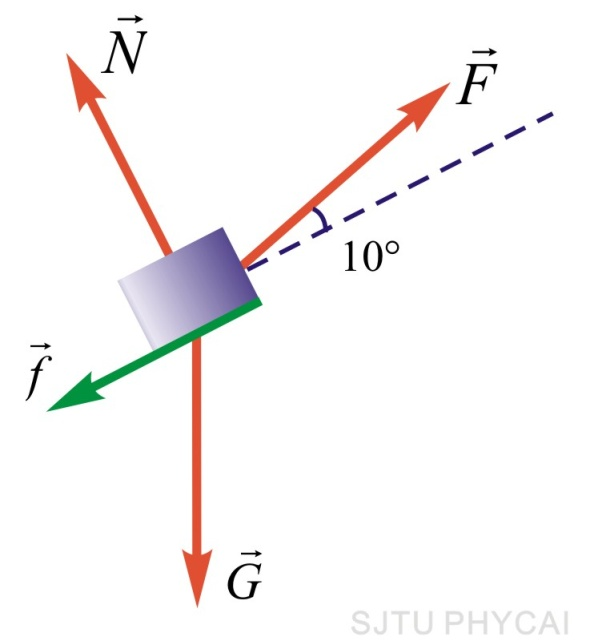 N⃗
F⃗
10°
f⃗
G⃗
SJTU PHYCAI